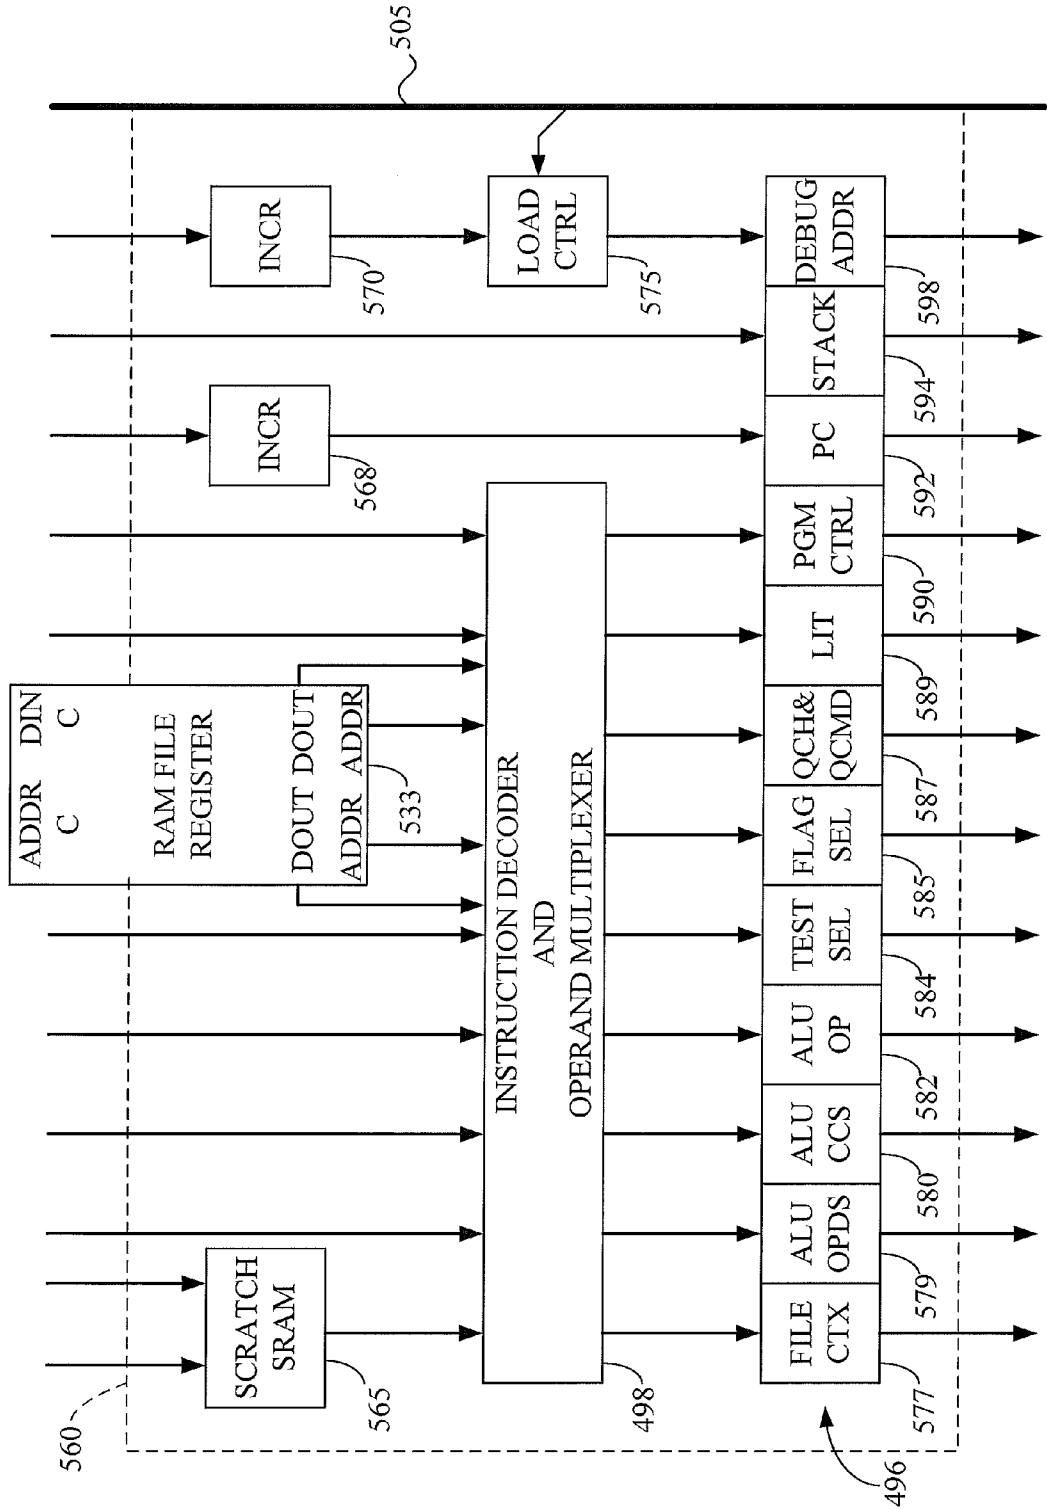 ADDR DIN
C C
560
RAM FILE
REGISTER
DOUT DOUT
ADDR ADDR
533
SCRATCH
SRAM
565
INCR
568
INCR
570
505
LOAD
CTRL
575
INSTRUCTION DECODER
AND
OPERAND MULTIPLEXER
498
FILE
CTX
ALU
OPDS
ALU
CCS
ALU
OP
TEST
SEL
FLAG
SEL
QCH&
QCMD
LIT
PGM
CTRL
PC
STACK
DEBUG
ADDR
496
577
579
580
582
584
585
587
589
590
592
594
598